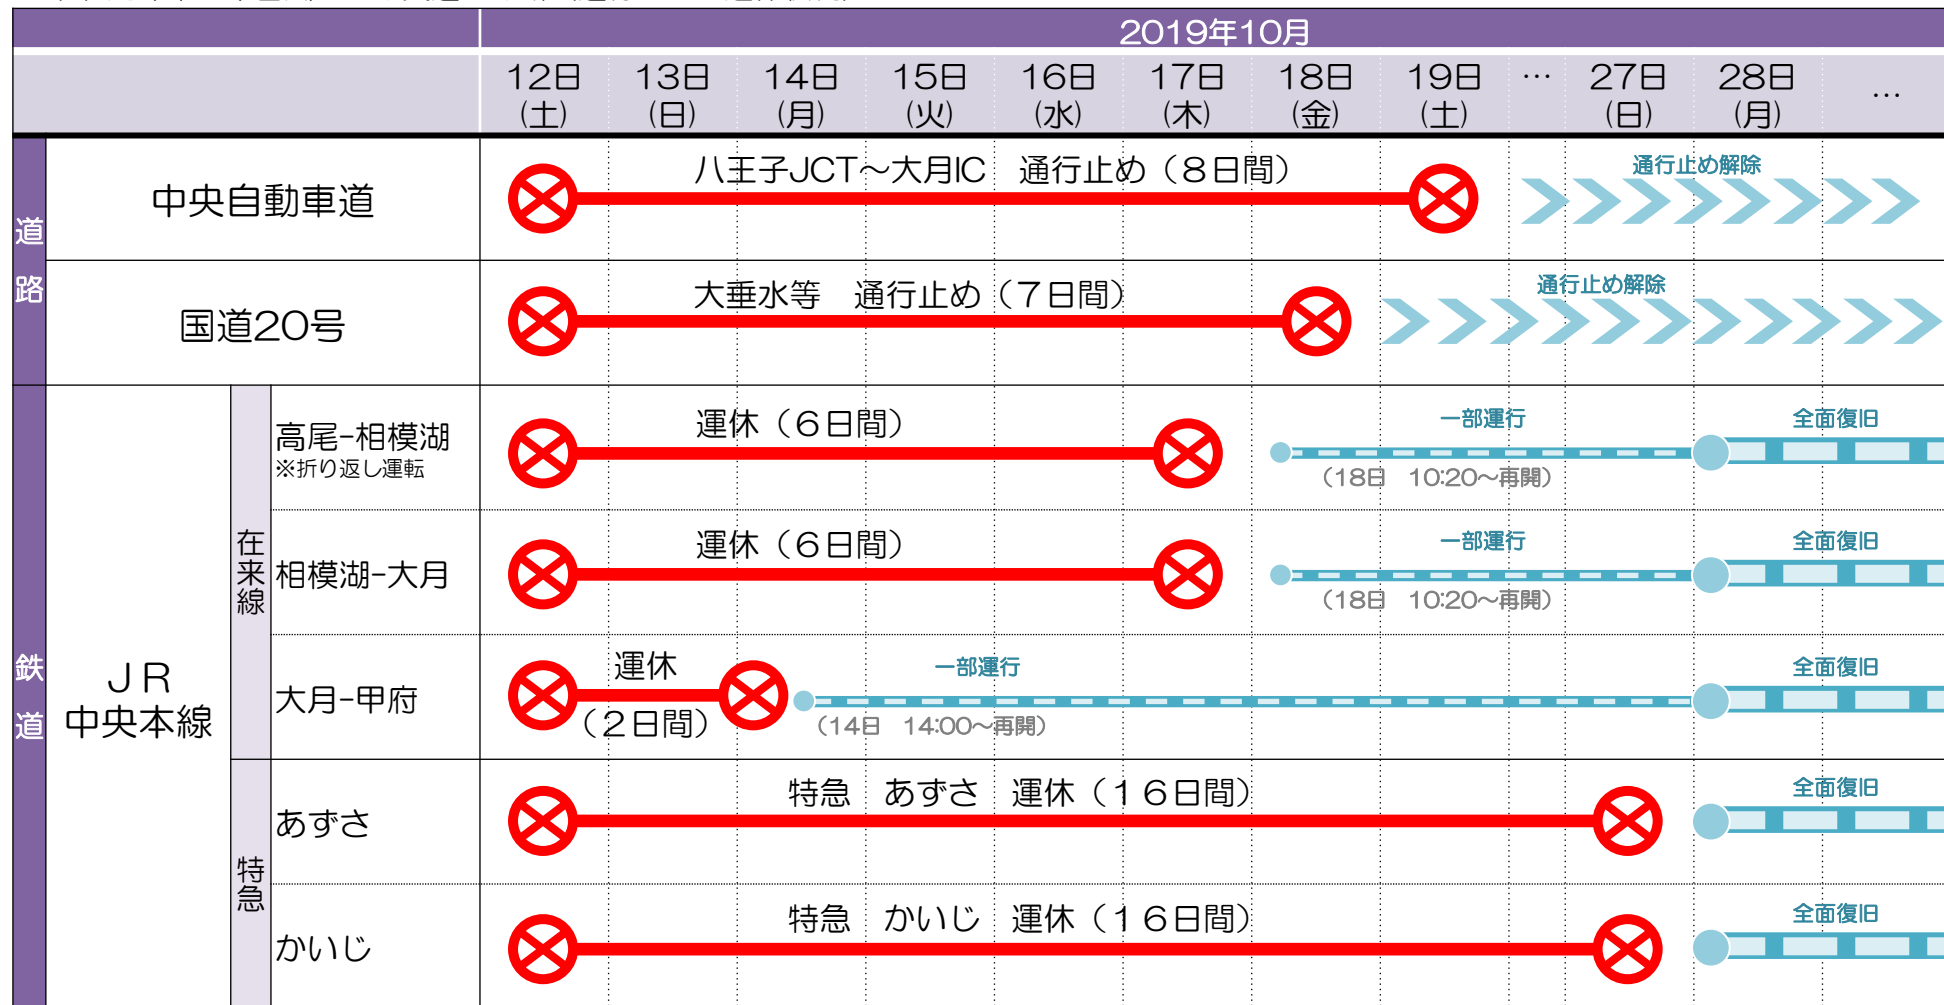 2019年10月
12日 13日 14日 15日 16日 17日 18日 19日 … 27日 28日 …
(土) (日) (月) (火) (水) (木) (金) (土) (日) (月)
道路
中央自動車道
八王子JCT～大月IC　通行止め（８日間）
通行止め解除
国道20号
大垂水等　通行止め（７日間）
通行止め解除
鉄道
ＪＲ
中央本線
在来線
高尾-相模湖
※折り返し運転
運休（６日間）
一部運行
（18日　10:20～再開）
全面復旧
相模湖-大月
運休（６日間）
一部運行
（18日　10:20～再開）
全面復旧
大月-甲府
運休
（２日間）
一部運行
（14日　14:00～再開）
全面復旧
特急
あずさ
特急　あずさ　運休（１６日間）
全面復旧
かいじ
特急　かいじ　運休（１６日間）
全面復旧